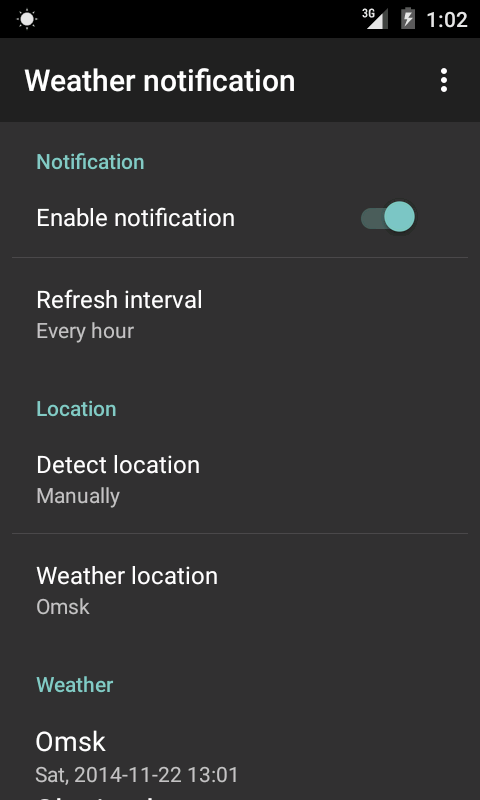 3G 1:02
Weather notification
Notification
Enable notification
Refresh interval
Every hour
Location
Detect location
Manually
Weather location
Omsk
Weather
Omsk
Sat, 2014-11-22 13:01